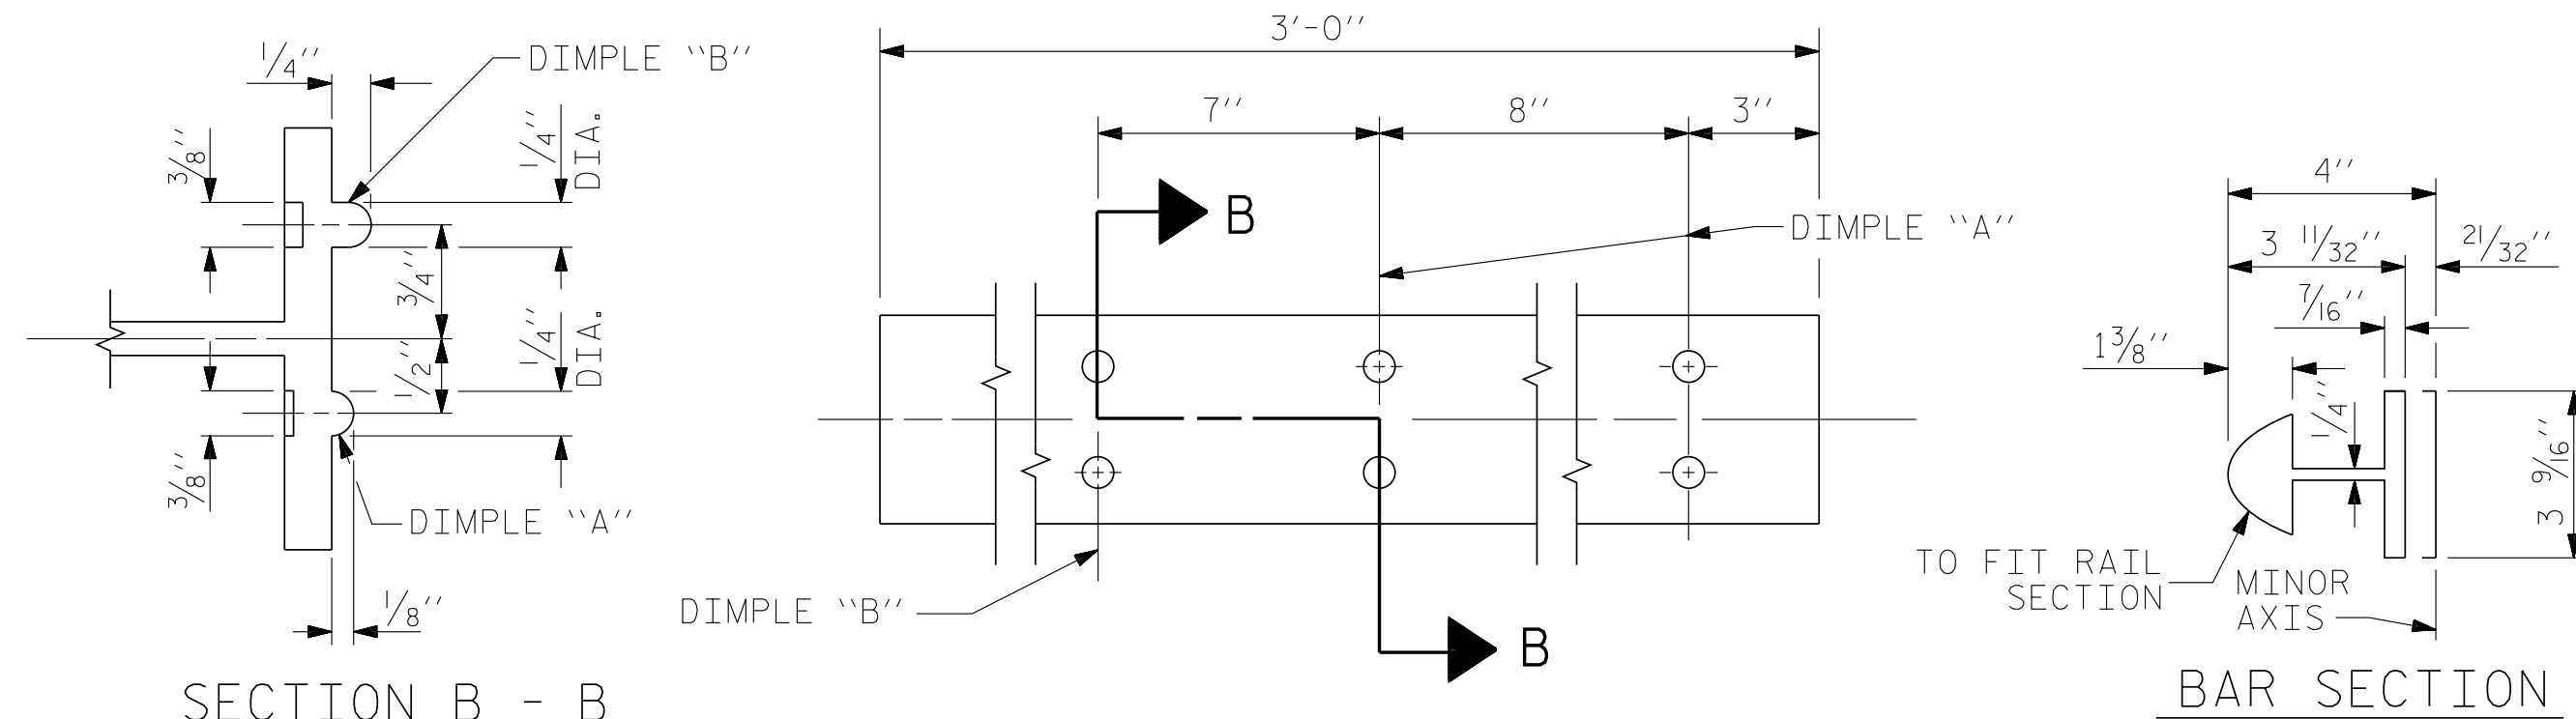 1/4''
DIMPLE ``B''
3/8''
1/4''
DIA.
3/4''
1/4''
DIA.
1/2''
3/8''
DIMPLE ``A''
1/8''
SECTION B - B
3'-0''
7''
8''
3''
B
DIMPLE ``A''
DIMPLE ``B''
B
4''
3 11/32''
21/32''
7/16''
1 3/8''
1/4''
3 9/16''
TO FIT RAIL
SECTION
MINOR
AXIS
BAR SECTION